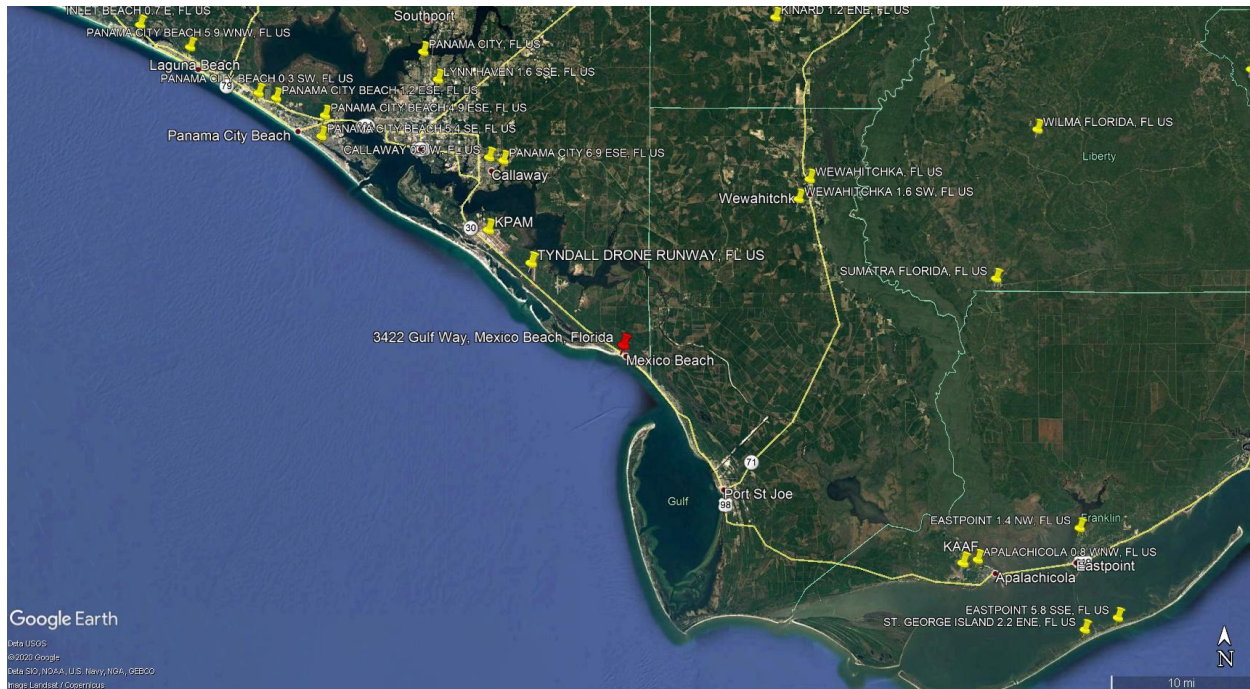 INLET BEACH 0.7 E, FL US
Southport
KINARD 1.2 ENE, FL US
PANAMA CITY BEACH 5.9 WNW, FL US
PANAMA CITY, FL US
Laguna Beach
LYNN HAVEN 1.6 SSE, FL US
PANAMA CITY BEACH 0.3 SW, FL US
79
PANAMA CITY BEACH 1.2 ESE, FL US
PANAMA CITY BEACH 4.9 ESE, FL US
WILMA FLORIDA, FL US
PANAMA CITY BEACH 5.4 SE, FL US
Panama City Beach
CALLAWAY 0.3 W, FL US
PANAMA CITY 6.9 ESE, FL US
Liberty
Callaway
WEWAHITCHKA, FL US
WEWAHITCHKA 1.6 SW, FL US
Wewahitchk
KPAM
30
TYNDALL DRONE RUNWAY, FL US
SUMATRA FLORIDA, FL US
3422 Gulf Way, Mexico Beach, Florida
Mexico Beach
71
Port St Joe
Gulf
98
EASTPOINT 1.4 NW, FL US
Franklin
KAAF
APALACHICOLA 0.8 WNW, FL US
Eastpoint
Apalachicola
EASTPOINT 5.8 SSE, FL US
ST. GEORGE ISLAND 2.2 ENE, FL US
Google Earth
Data USGS
©2020 Google
Data SIO, NOAA, U.S. Navy, NGA, GEBCO
Image Landsat / Copernicus
N
10 mi